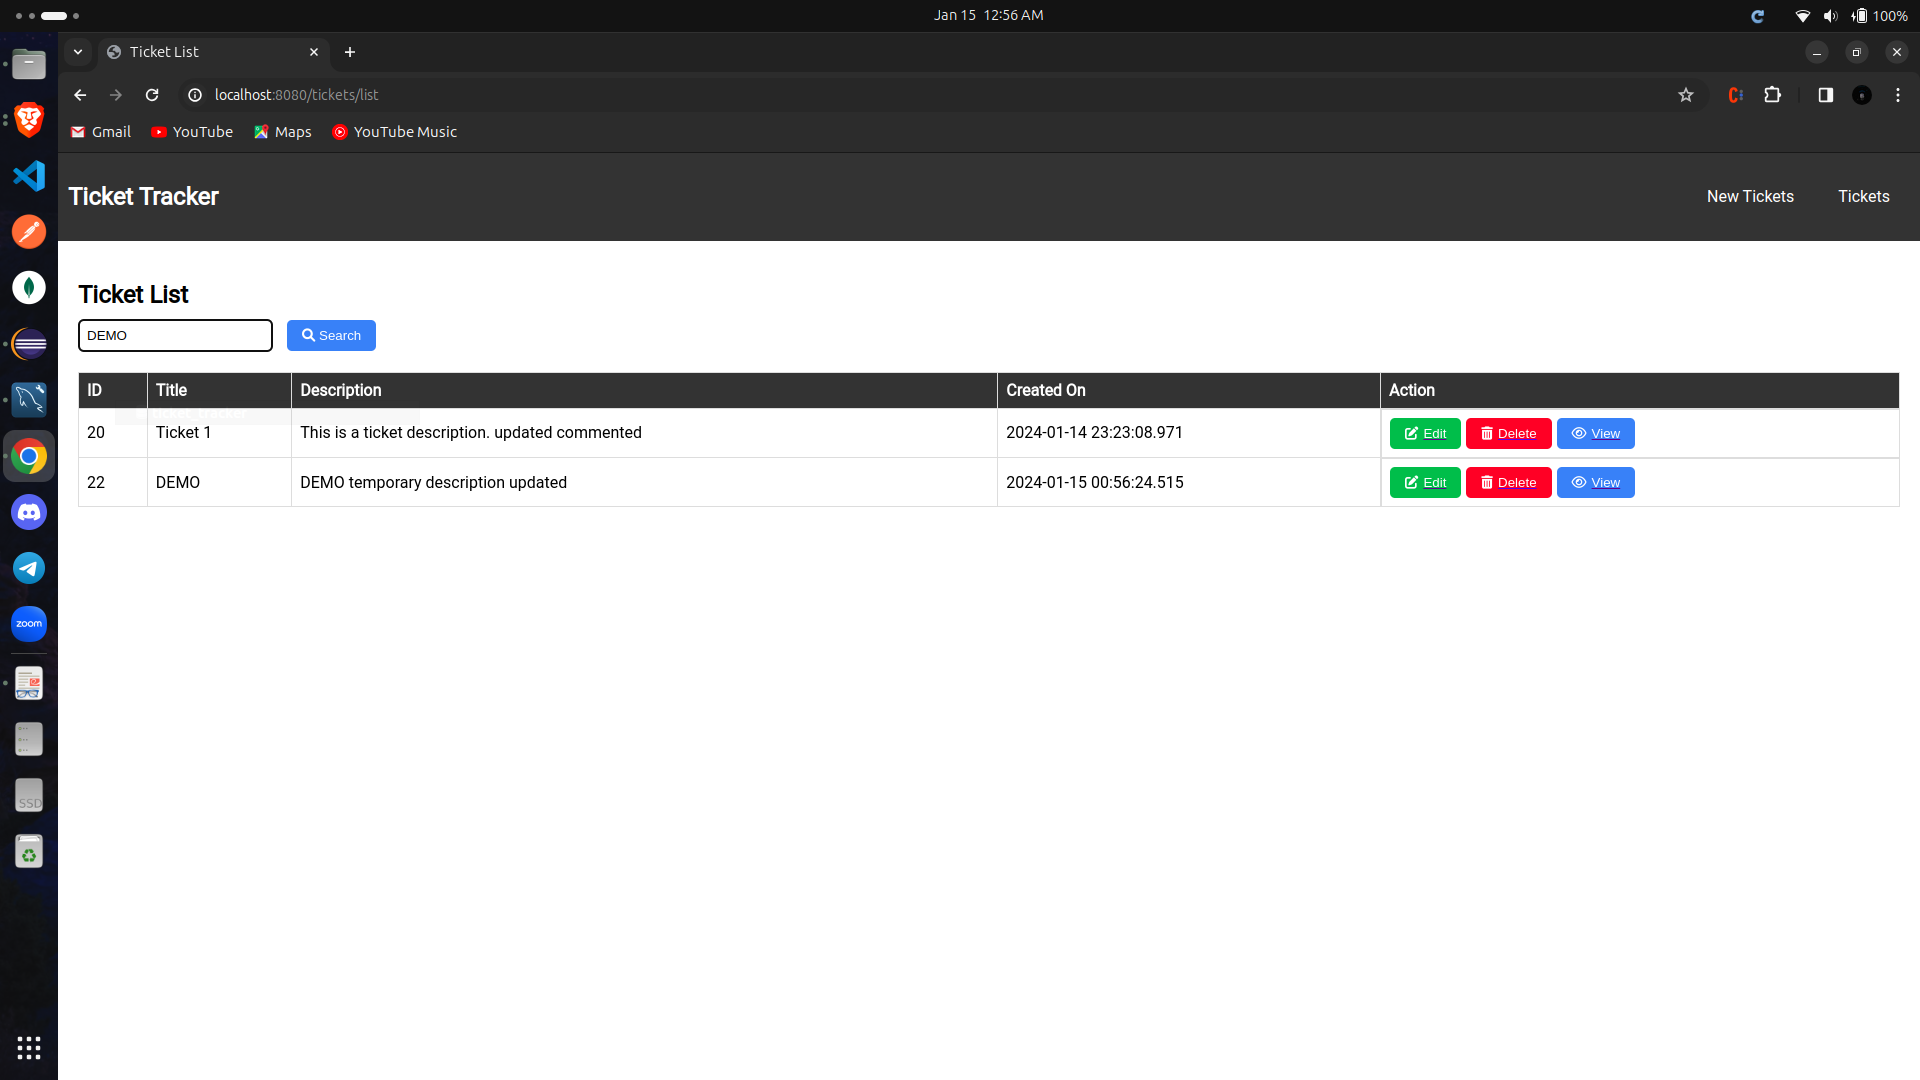 Jan 15 12:56 AM
100%
Ticket List
localhost:8080/tickets/list
Gmail YouTube Maps YouTube Music
Ticket Tracker New Tickets Tickets
Ticket List
DEMO Search
ID Title Description Created On Action
20 Ticket 1 This is a ticket description. updated commented 2024-01-14 23:23:08.971 Edit Delete View
22 DEMO DEMO temporary description updated 2024-01-15 00:56:24.515 Edit Delete View
zoom
SSD